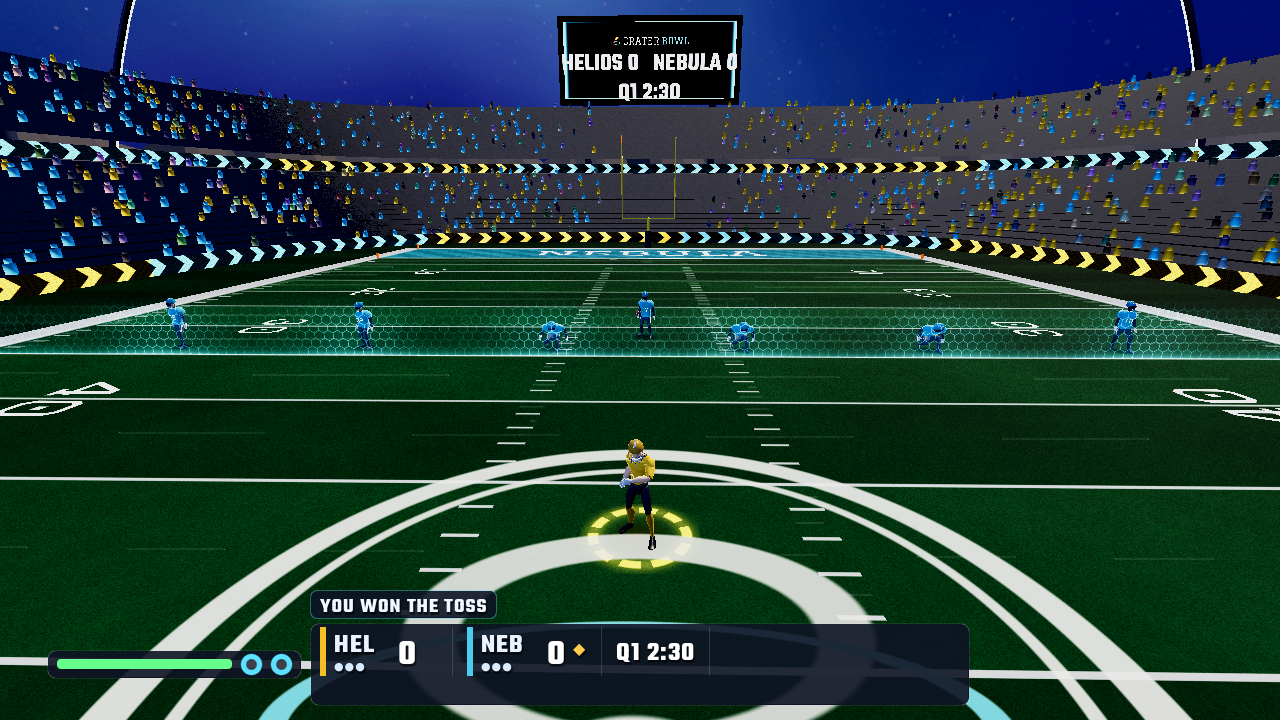 CRATER BOWL
HELIOS 0 NEBULA 0
Q1 2:30
NEBULA
YOU WON THE TOSS
HEL 0 NEB 0 Q1 2:30